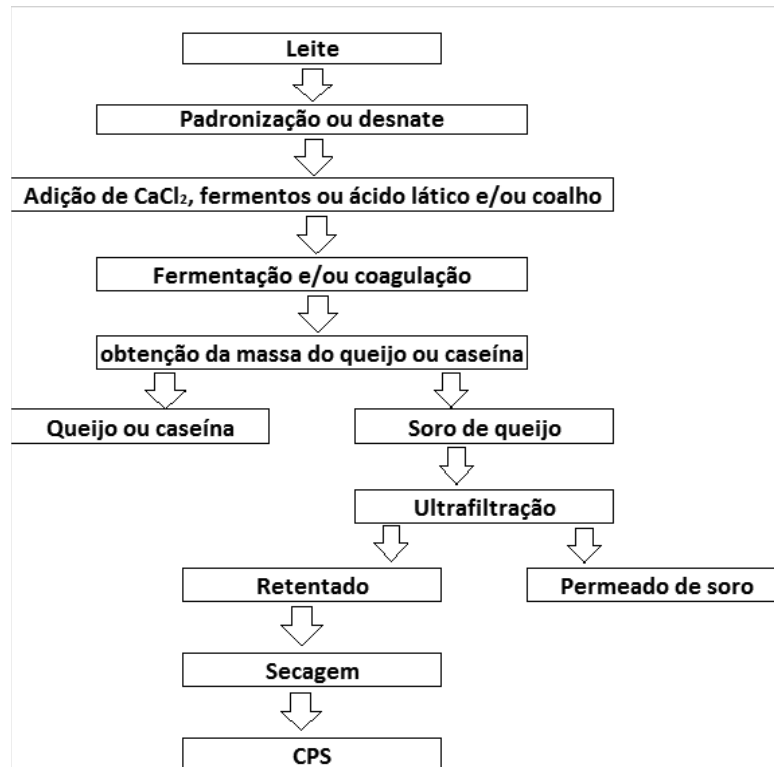 Leite
Padronização ou desnate
Adição de CaCl₂, fermentos ou ácido lático e/ou coalho
Fermentação e/ou coagulação
obtenção da massa do queijo ou caseína
Queijo ou caseína
Soro de queijo
Ultrafiltração
Retentado
Permeado de soro
Secagem
CPS